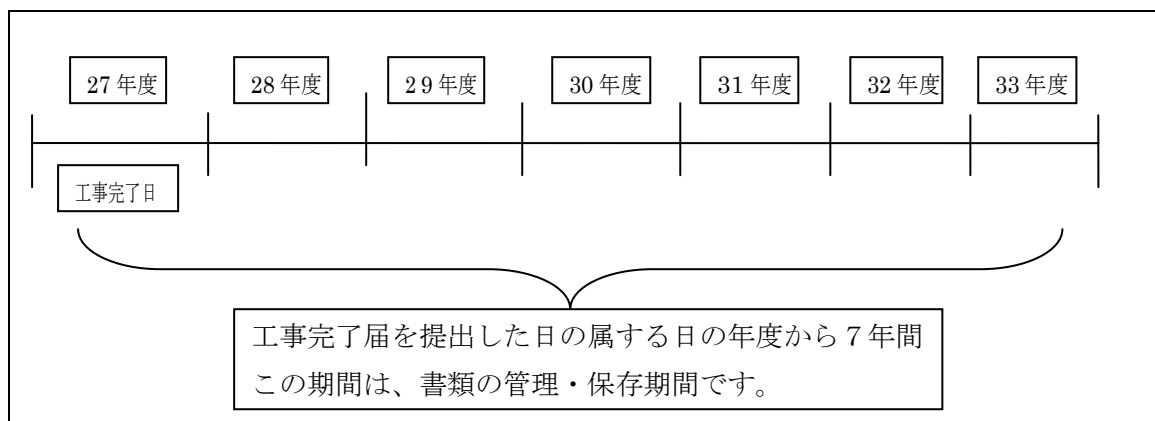 27年度
28年度
29年度
30年度
31年度
32年度
33年度
工事完了日
工事完了届を提出した日の属する日の年度から７年間
この期間は、書類の管理・保存期間です。